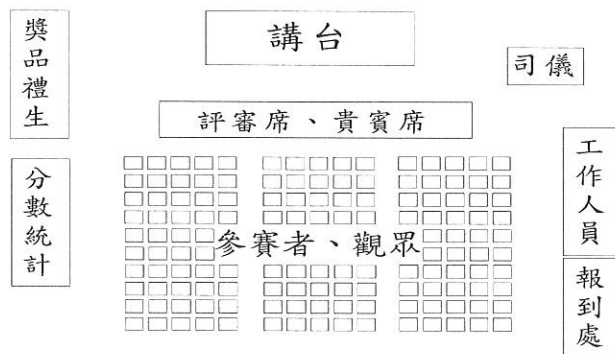 講台
獎品禮生
司儀
評審席、貴賓席
分數統計
參賽者、觀眾
工作人員
報到處